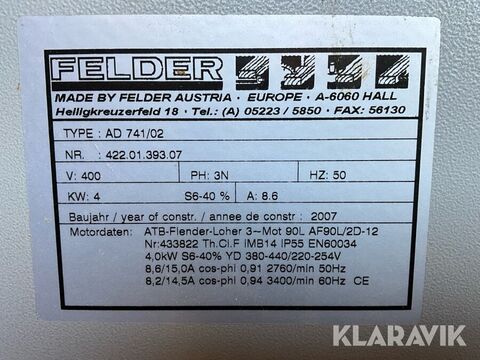 FELDER
MADE BY FELDER AUSTRIA · EUROPE · A-6060 HALL
Heiligkreuzerfeld 18 · Tel.: (A) 05223 / 5850 · FAX: 56130
TYPE : AD 741/02
NR. : 422.01.393.07
V: 400 PH: 3N HZ: 50
KW: 4 S6-40 % A: 8.6
Baujahr / year of constr. / annee de constr. : 2007
Motordaten: ATB-Flender-Loher 3~Mot 90L AF90L/2D-12
Nr:433822 Th.Cl.F IMB14 IP55 EN60034
4,0kW S6-40% YD 380-440/220-254V
8,6/15,0A cos-phi 0,91 2760/min 50Hz
8,2/14,5A cos-phi 0,94 3400/min 60Hz CE
KLARAVIK